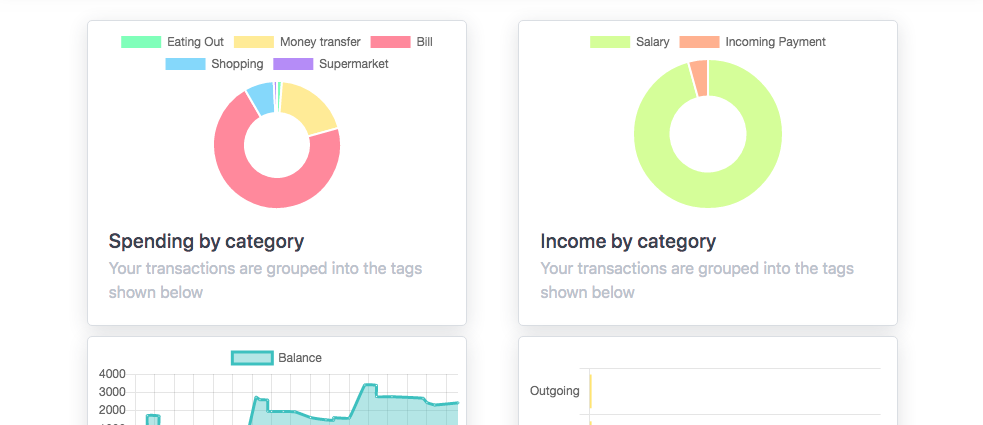 Eating Out Money transfer Bill
Shopping Supermarket
Spending by category
Your transactions are grouped into the tags
shown below
Salary Incoming Payment
Income by category
Your transactions are grouped into the tags
shown below
Balance
4000
3000
2000
Outgoing